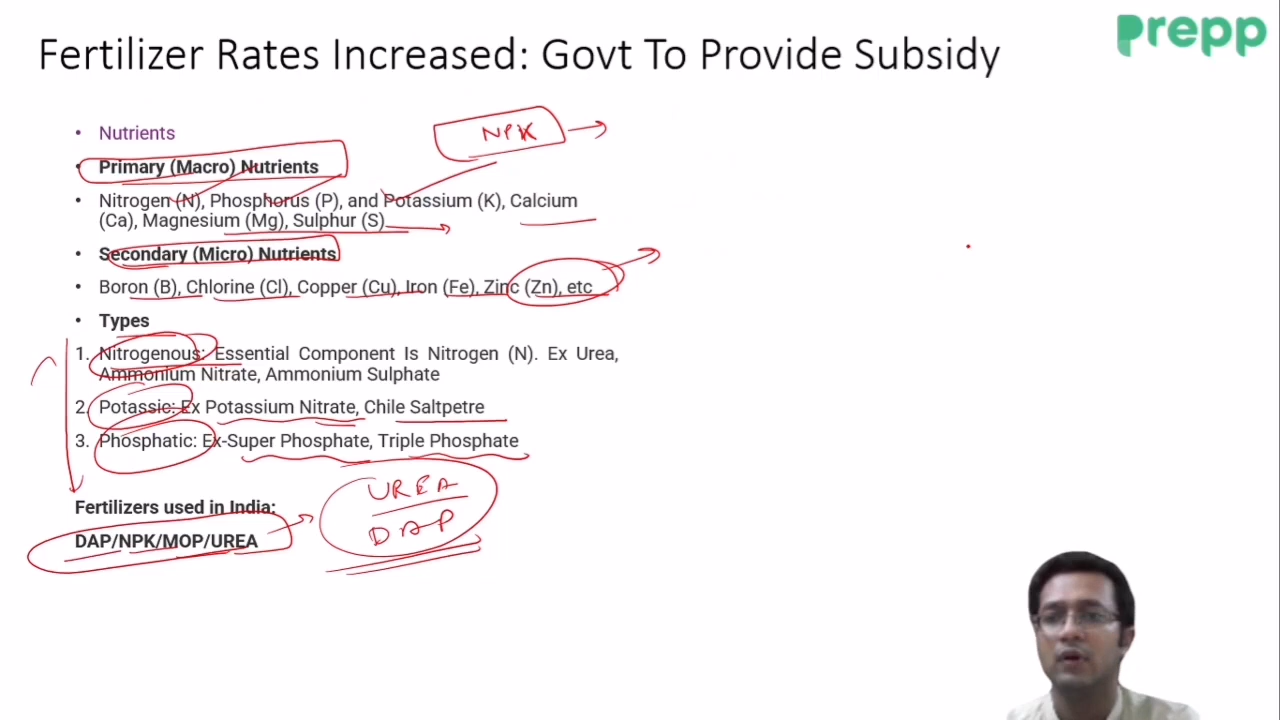 Fertilizer Rates Increased: Govt To Provide Subsidy
prepp
• Nutrients
NPK
• Primary (Macro) Nutrients
• Nitrogen (N), Phosphorus (P), and Potassium (K), Calcium
(Ca), Magnesium (Mg), Sulphur (S)
• Secondary (Micro) Nutrients
• Boron (B), Chlorine (Cl), Copper (Cu), Iron (Fe), Zinc (Zn), etc
• Types
1. Nitrogenous: Essential Component Is Nitrogen (N). Ex Urea,
Ammonium Nitrate, Ammonium Sulphate
2. Potassic: Ex Potassium Nitrate, Chile Saltpetre
3. Phosphatic: Ex-Super Phosphate, Triple Phosphate
UREA
DAP
Fertilizers used in India:
DAP/NPK/MOP/UREA